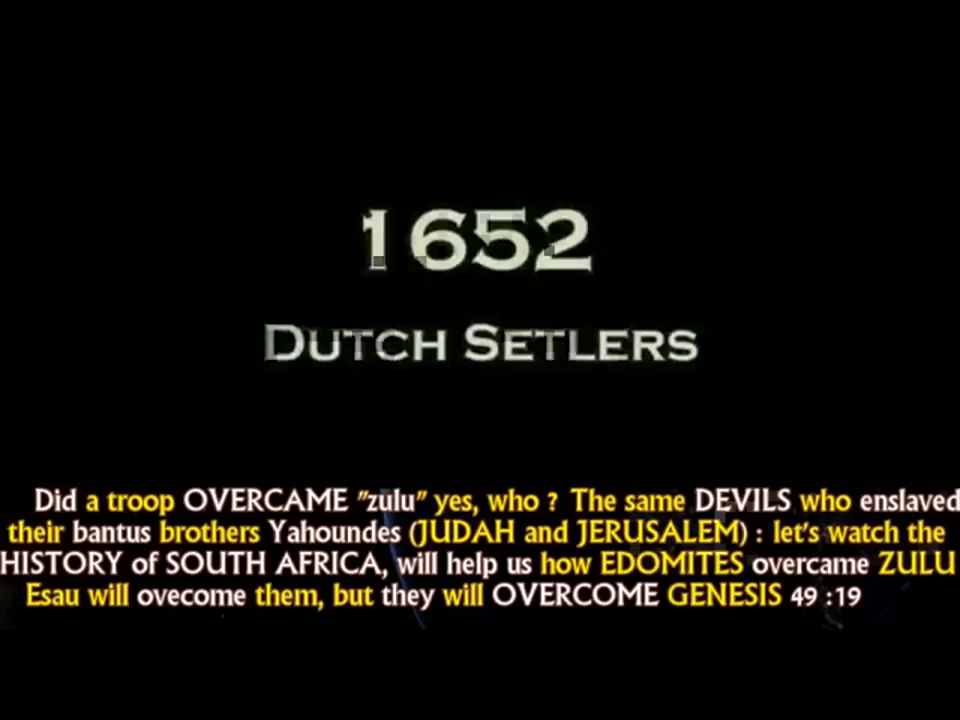 1652
DUTCH SETLERS
Did a troop OVERCAME "zulu" yes, who ? The same DEVILS who enslaved
their bantus brothers Yahoundes (JUDAH and JERUSALEM) : let's watch the
HISTORY of SOUTH AFRICA, will help us how EDOMITES overcame ZULU
Esau will ovecome them, but they will OVERCOME GENESIS 49 :19